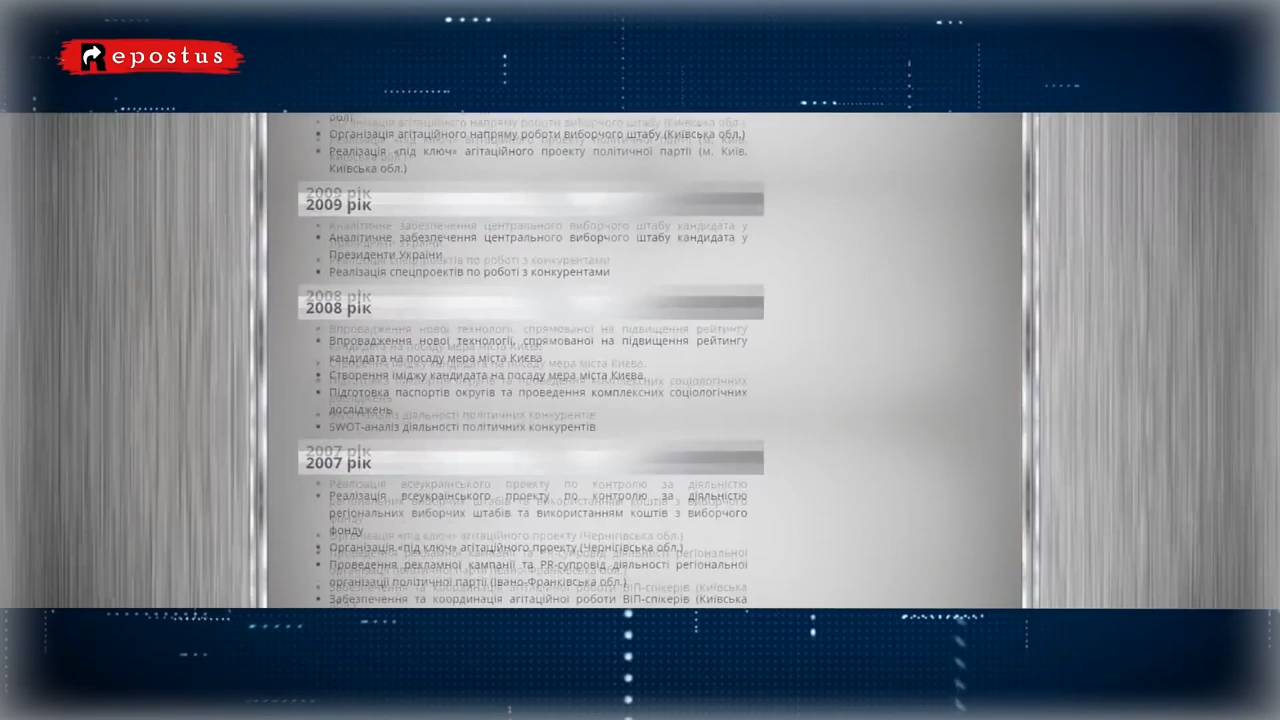 Repostus
обл.)
Організація агітаційного напряму роботи виборчого штабу (Київська обл.)
Реалізація «під ключ» агітаційного проекту політичної партії (м. Київ.
Київська обл.)
2009 рік
Аналітичне забезпечення центрального виборчого штабу кандидата у
Президенти України
Реалізація спецпроектів по роботі з конкурентами
2008 рік
Впровадження нової технології, спрямованої на підвищення рейтингу
кандидата на посаду мера міста Києва
Створення іміджу кандидата на посаду мера міста Києва.
Підготовка паспортів округів та проведення комплексних соціологічних
досліджень
SWOT-аналіз діяльності політичних конкурентів
2007 рік
Реалізація всеукраїнського проекту по контролю за діяльністю
регіональних виборчих штабів та використанням коштів з виборчого
фонду
Організація «під ключ» агітаційного проекту (Чернігівська обл.)
Проведення рекламної кампанії та PR-супровід діяльності регіональної
організації політичної партії (Івано-Франківська обл.)
Забезпечення та координація агітаційної роботи ВІП-спікерів (Київська